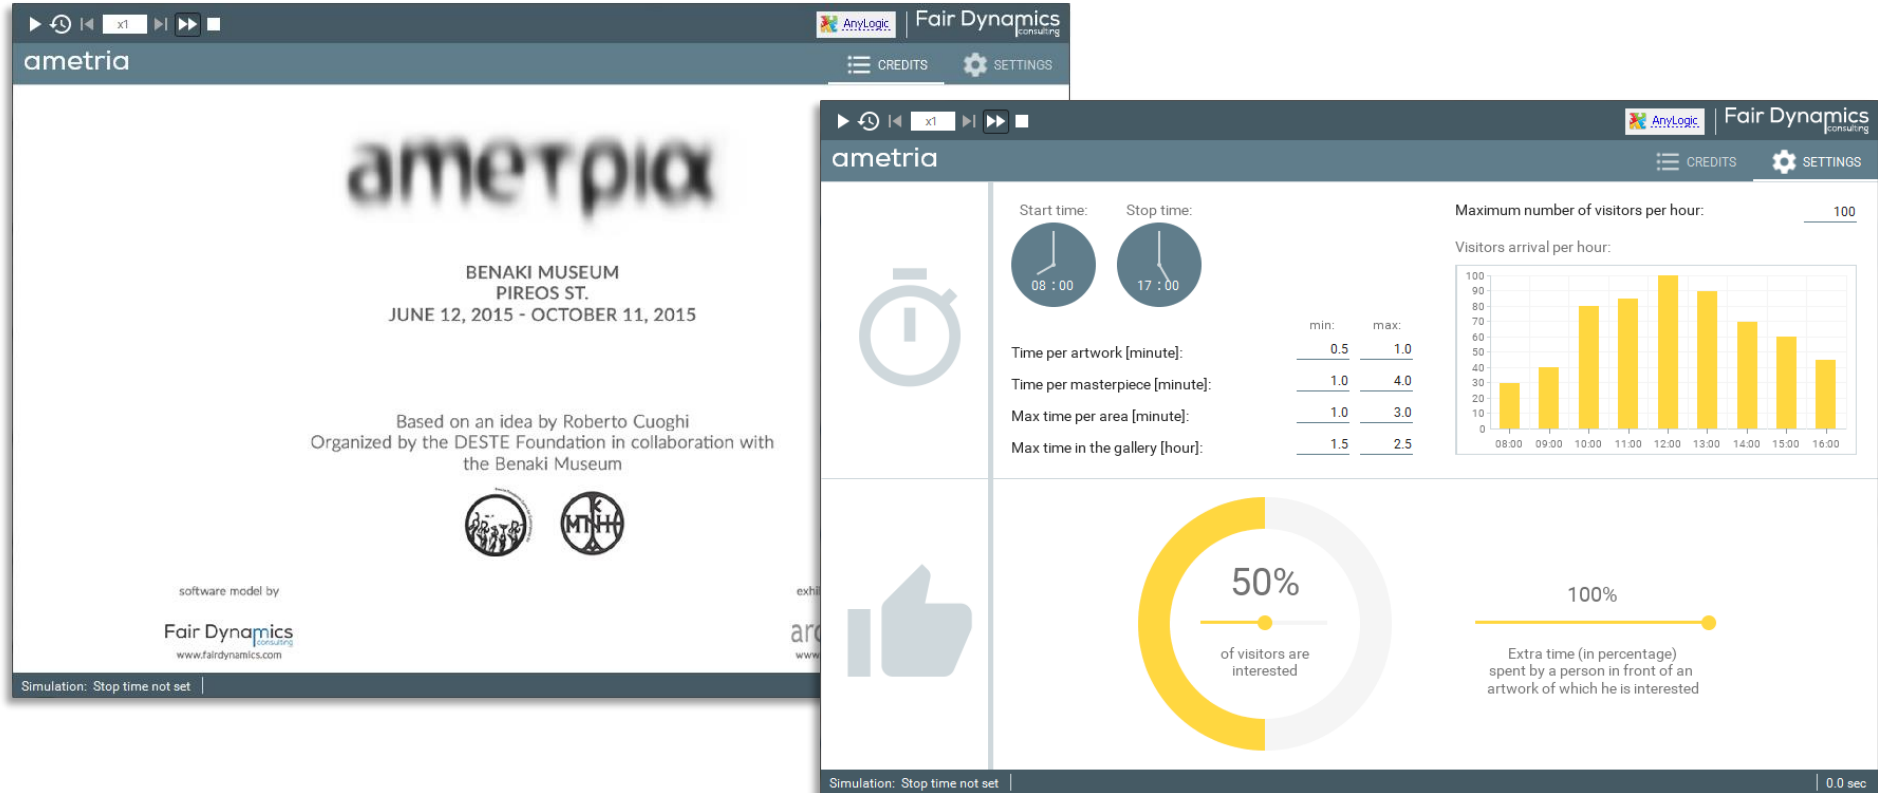 x1
AnyLogic
Fair Dynamics
consulting
ametria
CREDITS
SETTINGS
ametρια
BENAKI MUSEUM
PIREOS ST.
JUNE 12, 2015 - OCTOBER 11, 2015
Based on an idea by Roberto Cuoghi
Organized by the DESTE Foundation in collaboration with
the Benaki Museum
software model by
Fair Dynamics
consulting
www.fairdynamics.com
Simulation: Stop time not set
x1
AnyLogic
Fair Dynamics
consulting
ametria
CREDITS
SETTINGS
Start time:
Stop time:
08 : 00
17 : 00
min:
max:
Time per artwork [minute]:
0.5
1.0
Time per masterpiece [minute]:
1.0
4.0
Max time per area [minute]:
1.0
3.0
Max time in the gallery [hour]:
1.5
2.5
Maximum number of visitors per hour:
100
Visitors arrival per hour:
100
90
80
70
60
50
40
30
20
10
0
08:00 09:00 10:00 11:00 12:00 13:00 14:00 15:00 16:00
50%
of visitors are
interested
100%
Extra time (in percentage)
spent by a person in front of an
artwork of which he is interested
Simulation: Stop time not set
0.0 sec